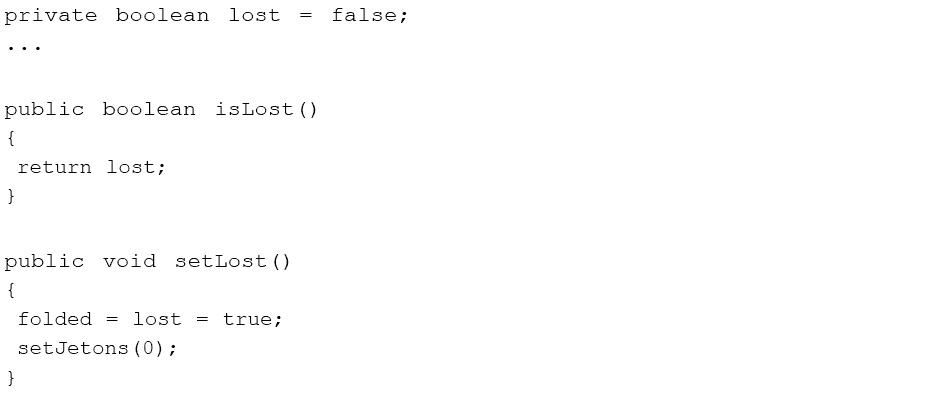 private boolean lost = false;
...
public boolean isLost()
{
return lost;
}
public void setLost()
{
folded = lost = true;
setJetons(0);
}